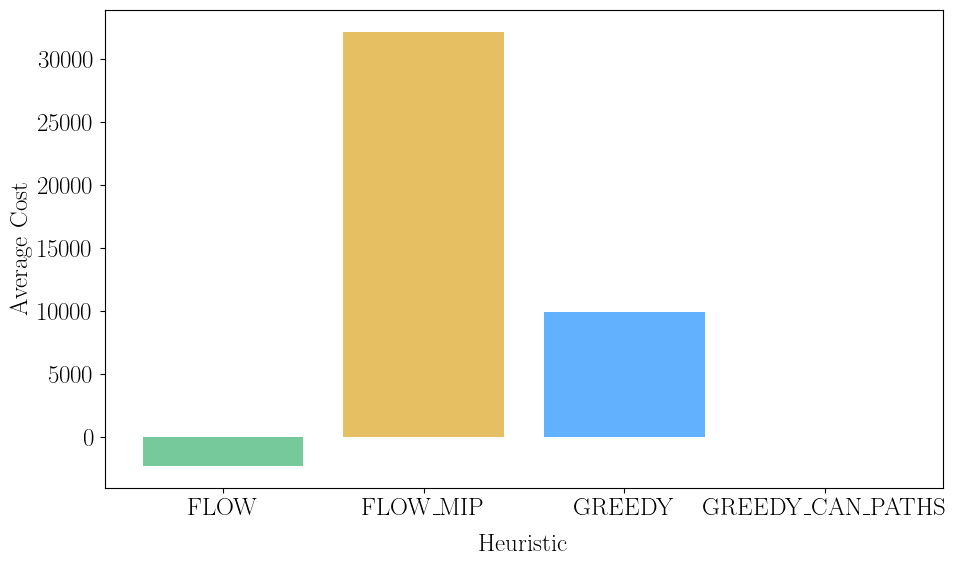 Average Cost
30000
25000
20000
15000
10000
5000
0
FLOW
FLOW_MIP
GREEDY
GREEDY_CAN_PATHS
Heuristic